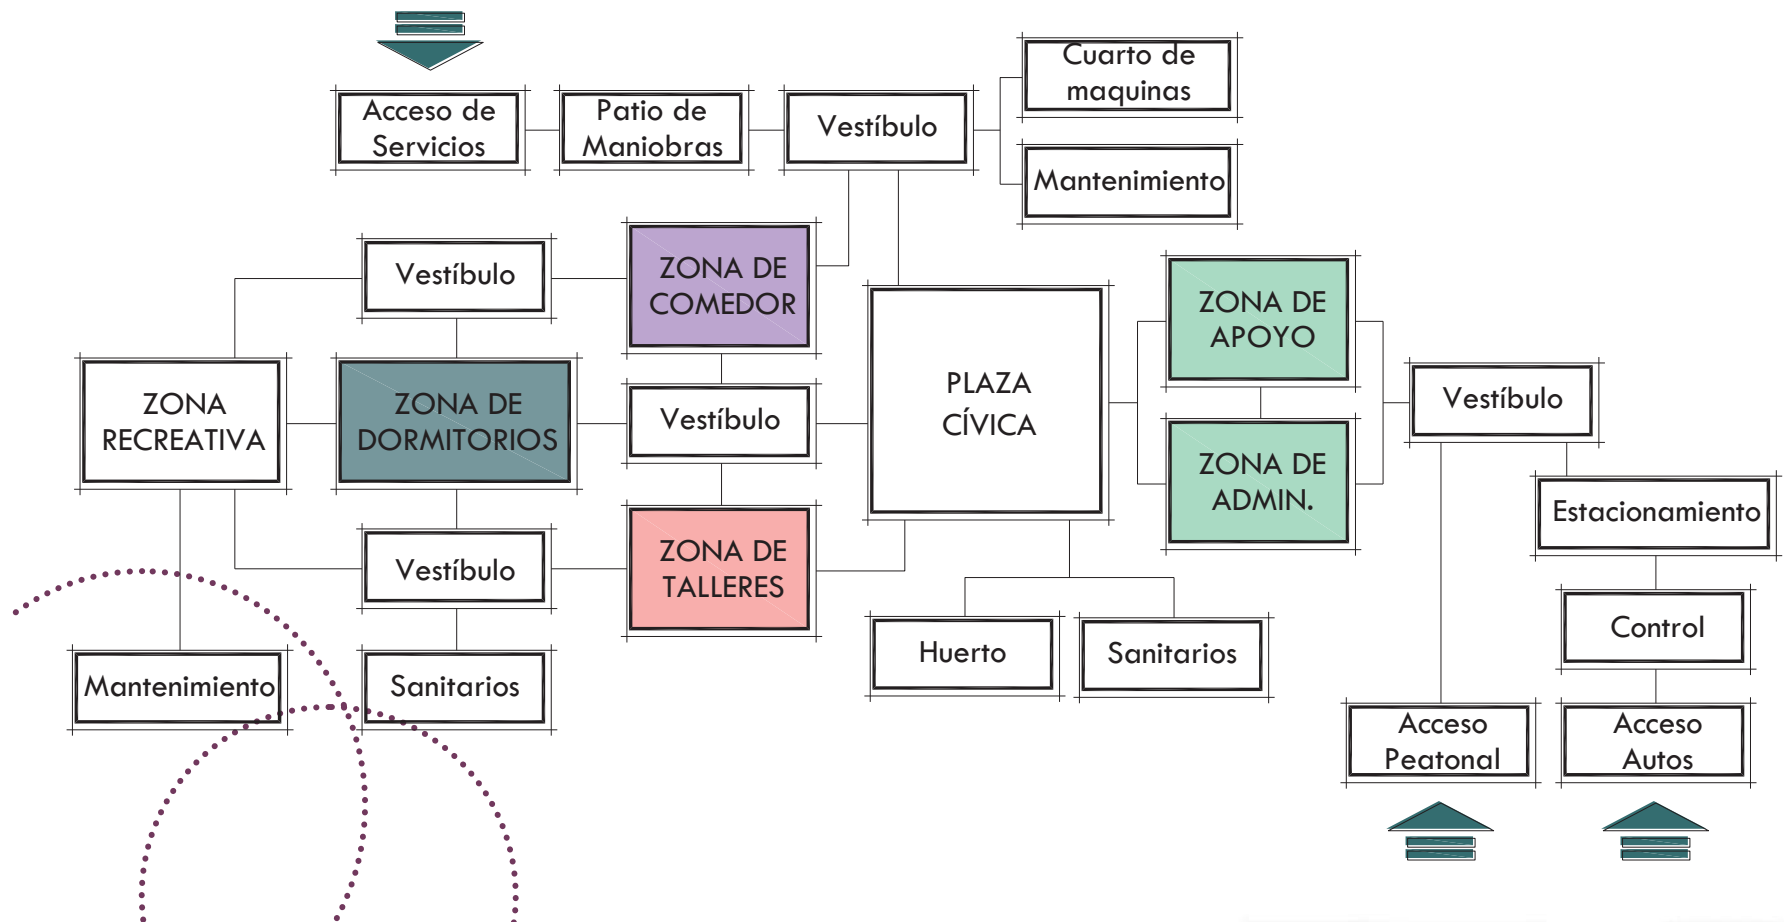 Cuarto de
maquinas
Acceso de
Servicios
Patio de
Maniobras
Vestíbulo
Mantenimiento
Vestíbulo
ZONA DE
COMEDOR
ZONA DE
APOYO
ZONA
RECREATIVA
ZONA DE
DORMITORIOS
Vestíbulo
PLAZA
CÍVICA
Vestíbulo
ZONA DE
ADMIN.
Estacionamiento
Vestíbulo
ZONA DE
TALLERES
Control
Huerto
Sanitarios
Mantenimiento
Sanitarios
Acceso
Peatonal
Acceso
Autos